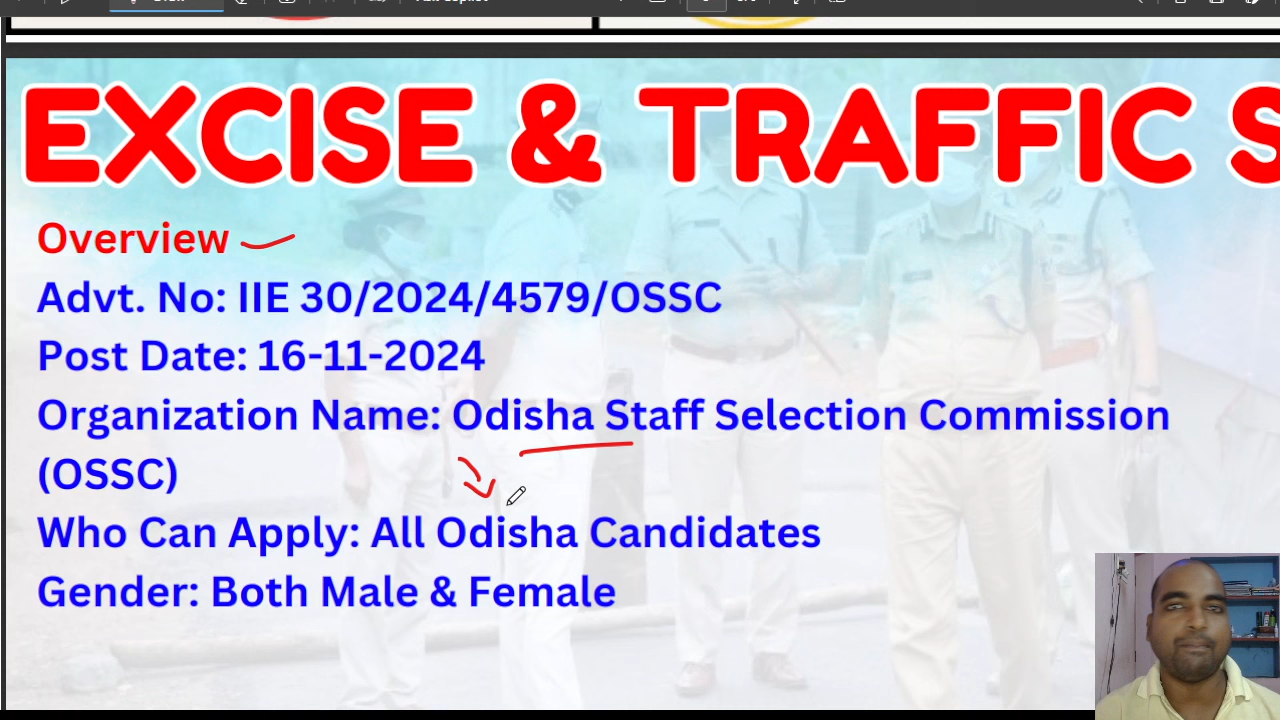 EXCISE & TRAFFIC S
Overview
Advt. No: IIE 30/2024/4579/OSSC
Post Date: 16-11-2024
Organization Name: Odisha Staff Selection Commission
(OSSC)
Who Can Apply: All Odisha Candidates
Gender: Both Male & Female